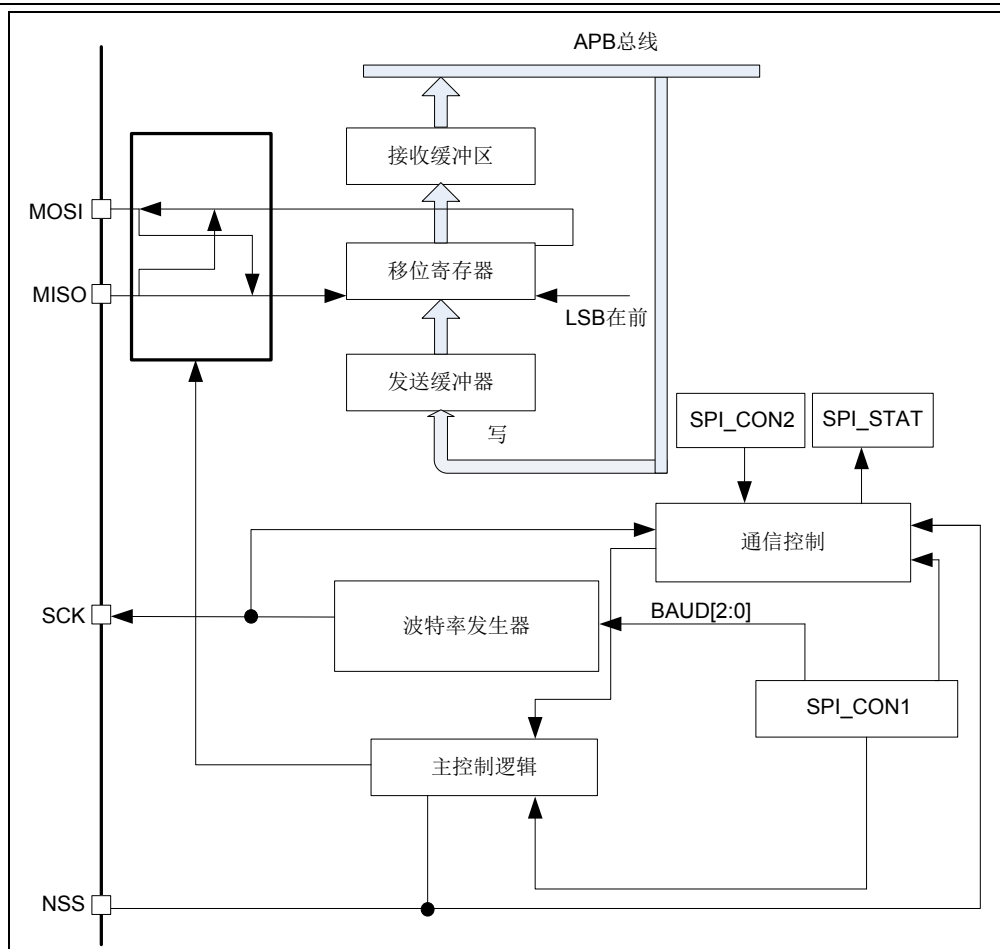 APB总线
接收缓冲区
MOSI
移位寄存器
MISO
LSB在前
发送缓冲器
写
SPI_CON2
SPI_STAT
通信控制
SCK
波特率发生器
BAUD[2:0]
SPI_CON1
主控制逻辑
NSS